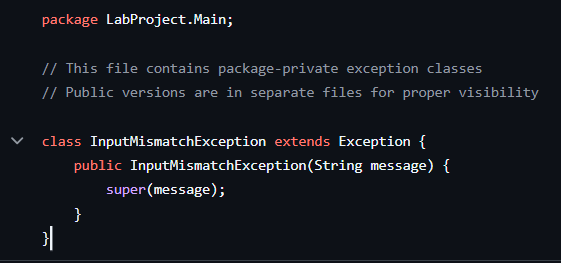 package LabProject.Main;
// This file contains package-private exception classes
// Public versions are in separate files for proper visibility
class InputMismatchException extends Exception {
public InputMismatchException(String message) {
super(message);
}
}